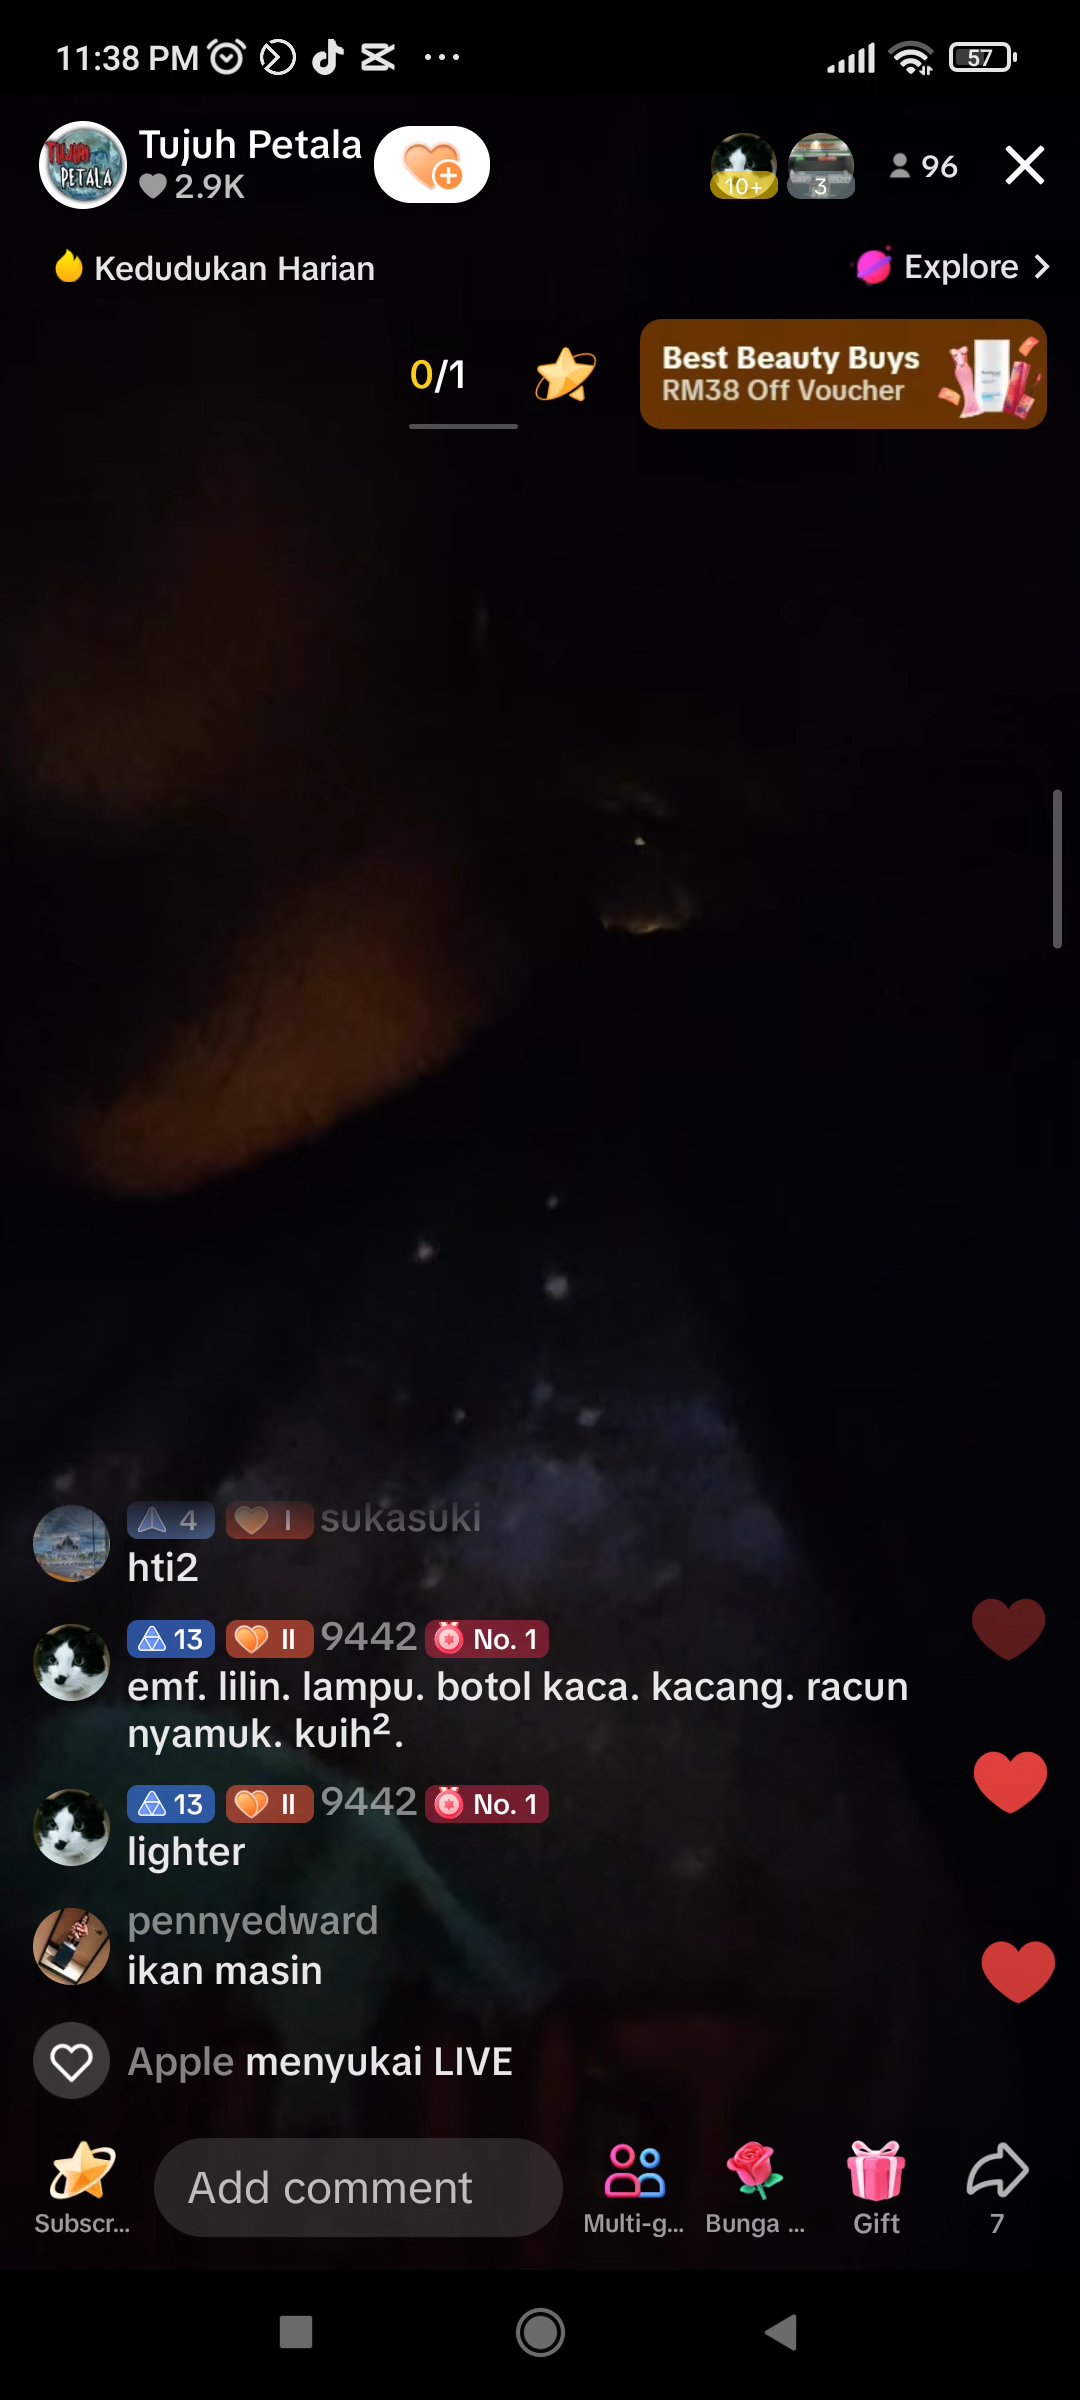 11:38 PM
57
TUJUH
PETALA
Tujuh Petala
2.9K
10+
3
96
Kedudukan Harian
Explore
0/1
Best Beauty Buys
RM38 Off Voucher
4 I sukasuki
hti2
13 II 9442 No. 1
emf. lilin. lampu. botol kaca. kacang. racun
nyamuk. kuih².
13 II 9442 No. 1
lighter
pennyedward
ikan masin
Apple menyukai LIVE
Add comment
Subscr...
Multi-g...
Bunga ...
Gift
7